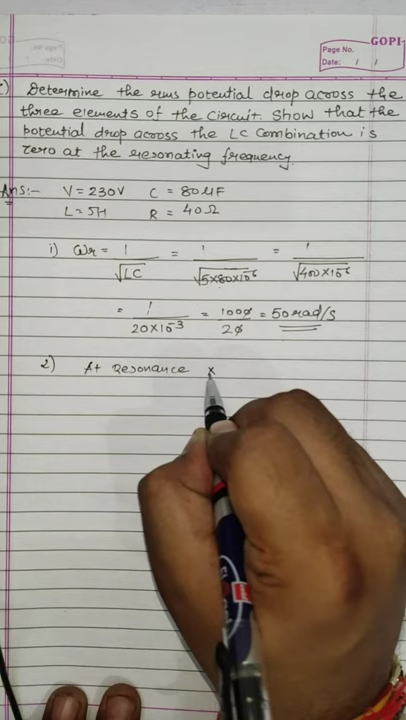 GOPI
Page No.
Date: / /
c) Determine the rms potential drop across the
three elements of the circuit. Show that the
potential drop across the LC combination is
zero at the resonating frequency.
Ans:- V = 230V C = 80μF
L = 5H R = 40Ω
i) ωr = 1/√LC = 1/√5×80×10⁻⁶ = 1/√400×10⁻⁶
= 1/20×10⁻³ = 1000/20 = 50 rad/s
2) At Resonance X